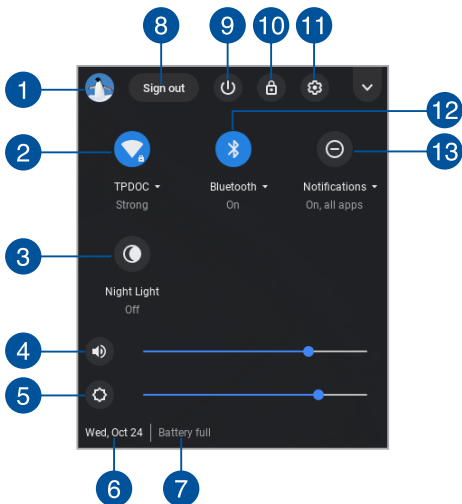 8 9 10 11
1 Sign out
12
2 13
TPDOC Bluetooth Notifications
Strong On On, all apps
3
Night Light
Off
4
5
Wed, Oct 24 Battery full
6 7